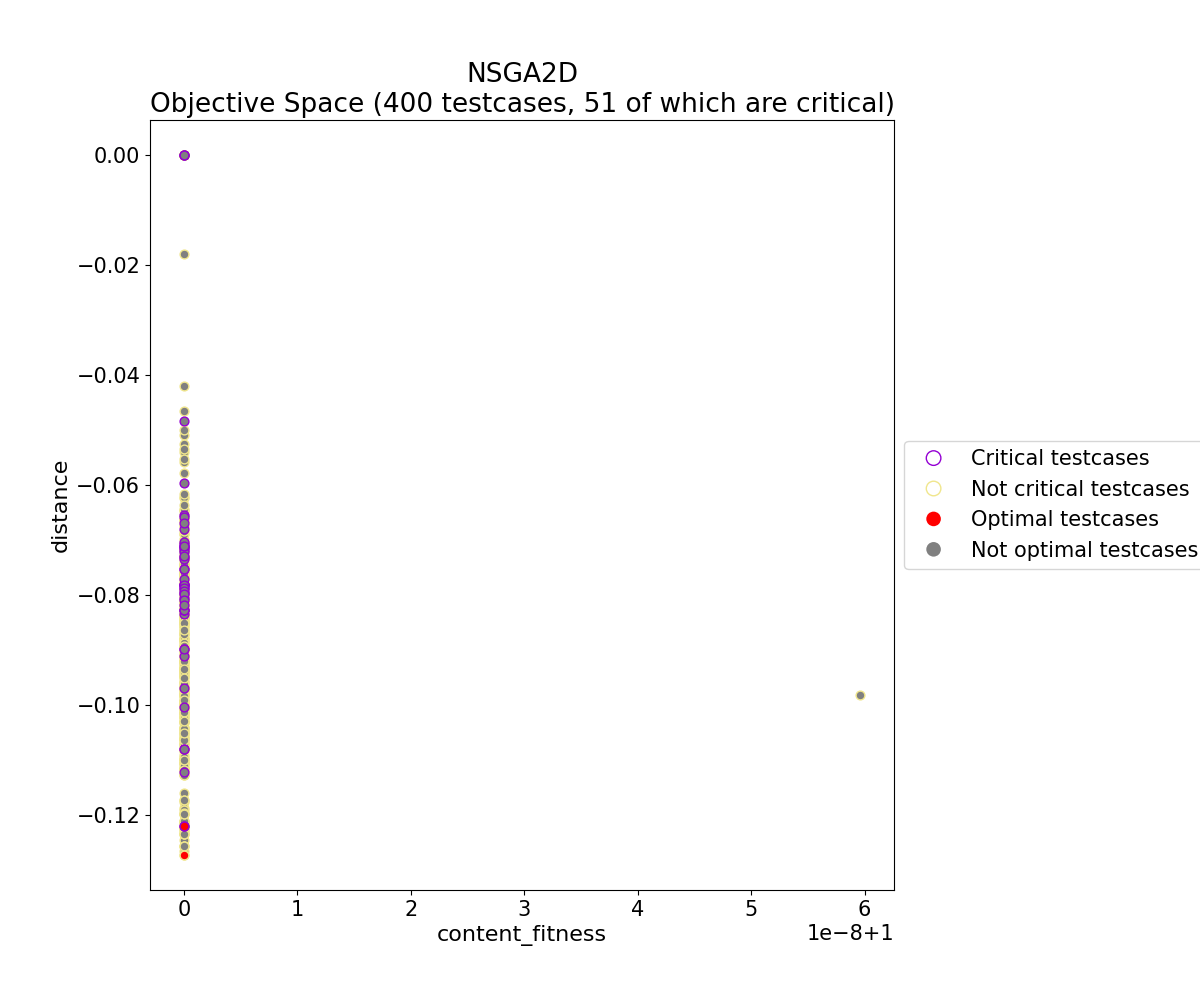 NSGA2D
Objective Space (400 testcases, 51 of which are critical)
0.00
−0.02
−0.04
−0.06
−0.08
−0.10
−0.12
distance
0 1 2 3 4 5 6
1e−8+1
content_fitness
Critical testcases
Not critical testcases
Optimal testcases
Not optimal testcases